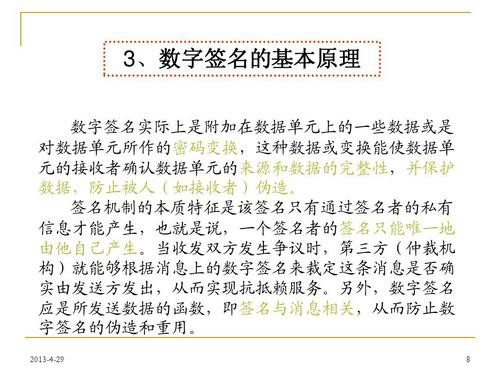 3、数字签名的基本原理
数字签名实际上是附加在数据单元上的一些数据或是
对数据单元所作的密码变换，这种数据或变换能使数据单
元的接收者确认数据单元的来源和数据的完整性，并保护
数据，防止被人（如接收者）伪造。
签名机制的本质特征是该签名只有通过签名者的私有
信息才能产生，也就是说，一个签名者的签名只能唯一地
由他自己产生。当收发双方发生争议时，第三方（仲裁机
构）就能够根据消息上的数字签名来裁定这条消息是否确
实由发送方发出，从而实现抗抵赖服务。另外，数字签名
应是所发送数据的函数，即签名与消息相关，从而防止数
字签名的伪造和重用。
2013-4-29
8